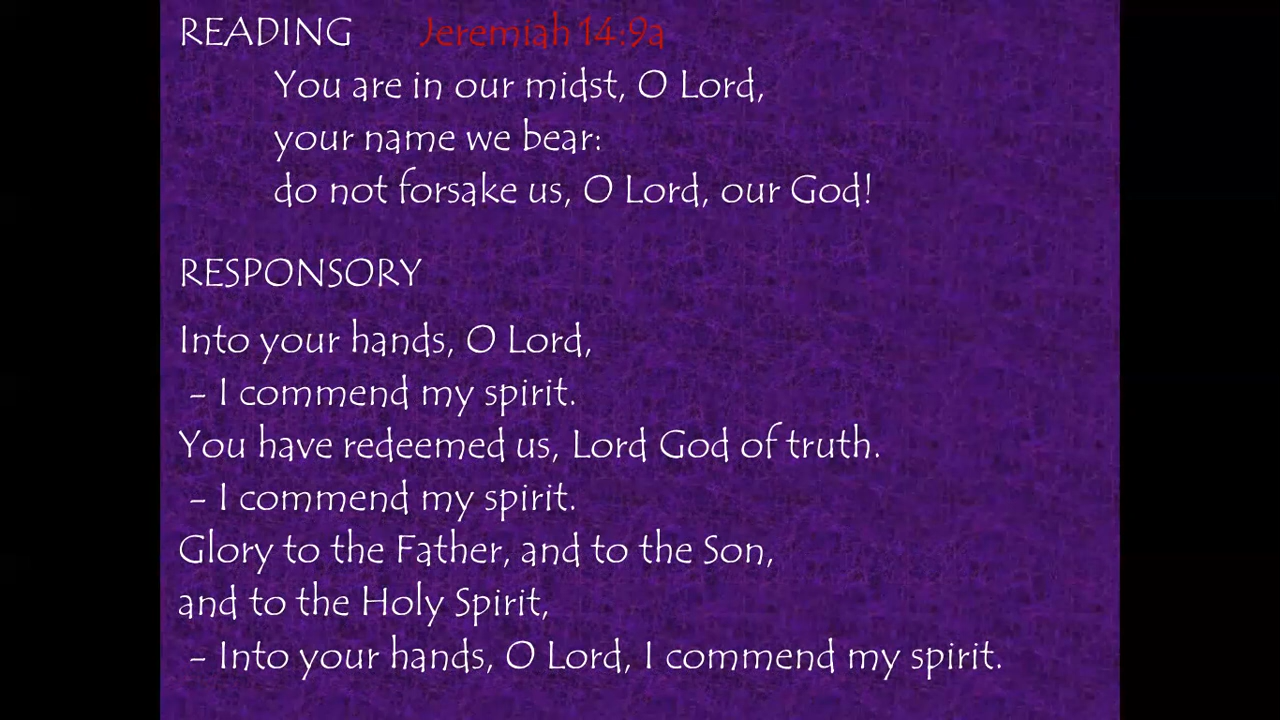 READING Jeremiah 14:9a
You are in our midst, O Lord,
your name we bear:
do not forsake us, O Lord, our God!
RESPONSORY
Into your hands, O Lord,
– I commend my spirit.
You have redeemed us, Lord God of truth.
– I commend my spirit.
Glory to the Father, and to the Son,
and to the Holy Spirit,
– Into your hands, O Lord, I commend my spirit.